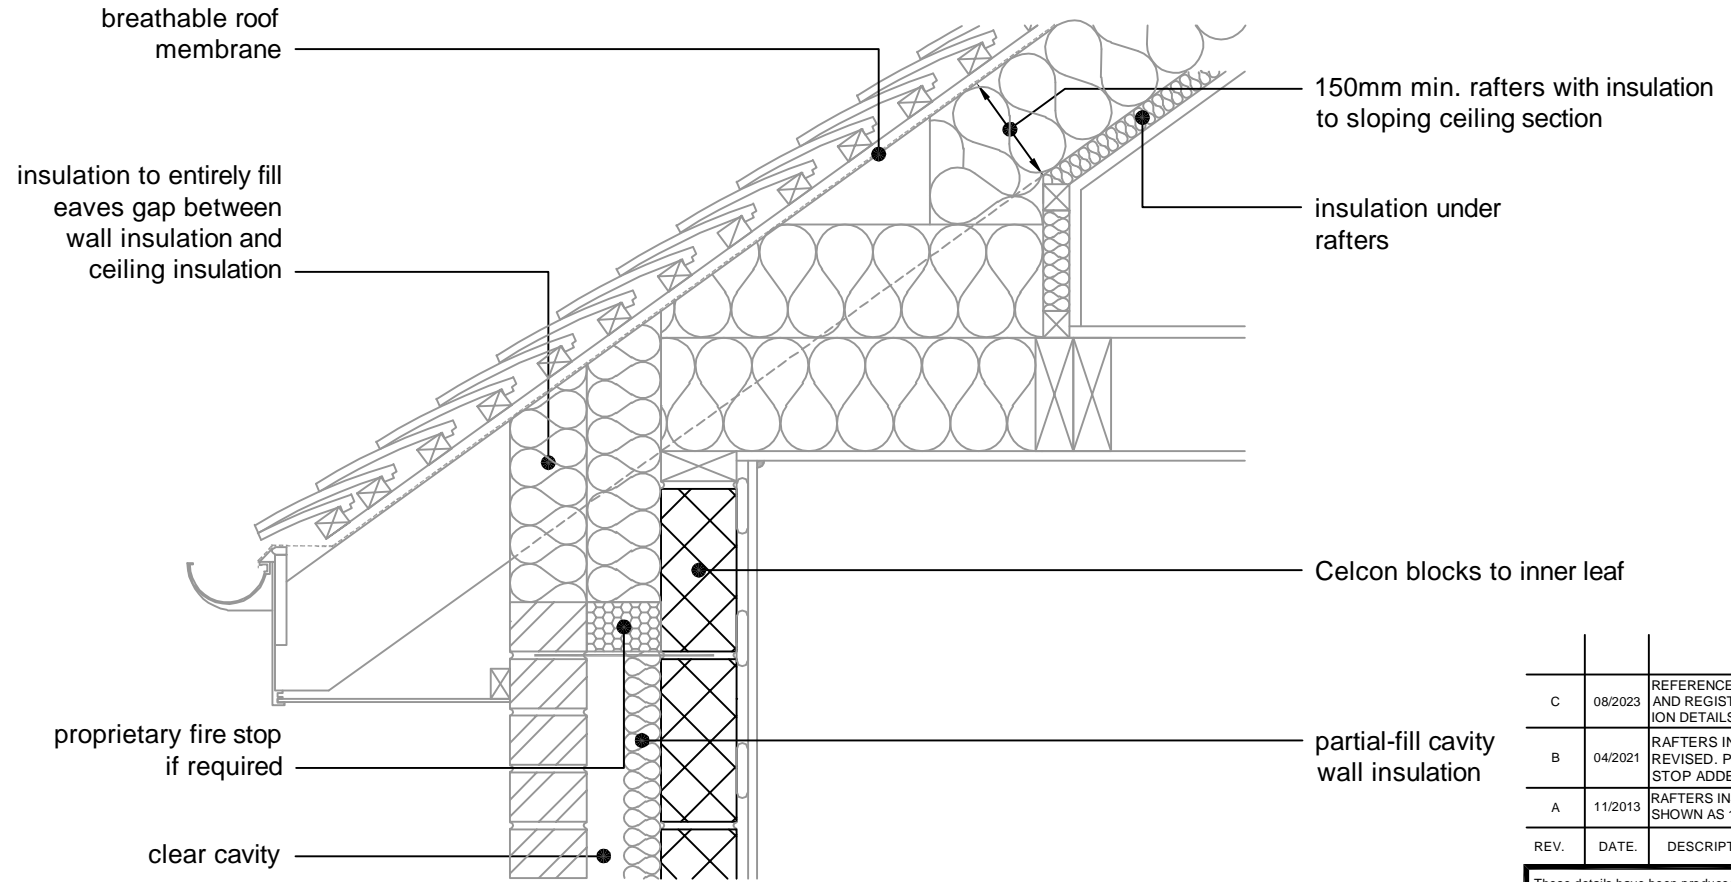 breathable roof
membrane
insulation to entirely fill
eaves gap between
wall insulation and
ceiling insulation
proprietary fire stop
if required
clear cavity
150mm min. rafters with insulation
to sloping ceiling section
insulation under
rafters
Celcon blocks to inner leaf
partial-fill cavity
wall insulation
C 08/2023 REFERENCE
AND REGIST
ION DETAILS
B 04/2021 RAFTERS IN
REVISED. P
STOP ADDE
A 11/2013 RAFTERS IN
SHOWN AS
REV. DATE. DESCRIPT